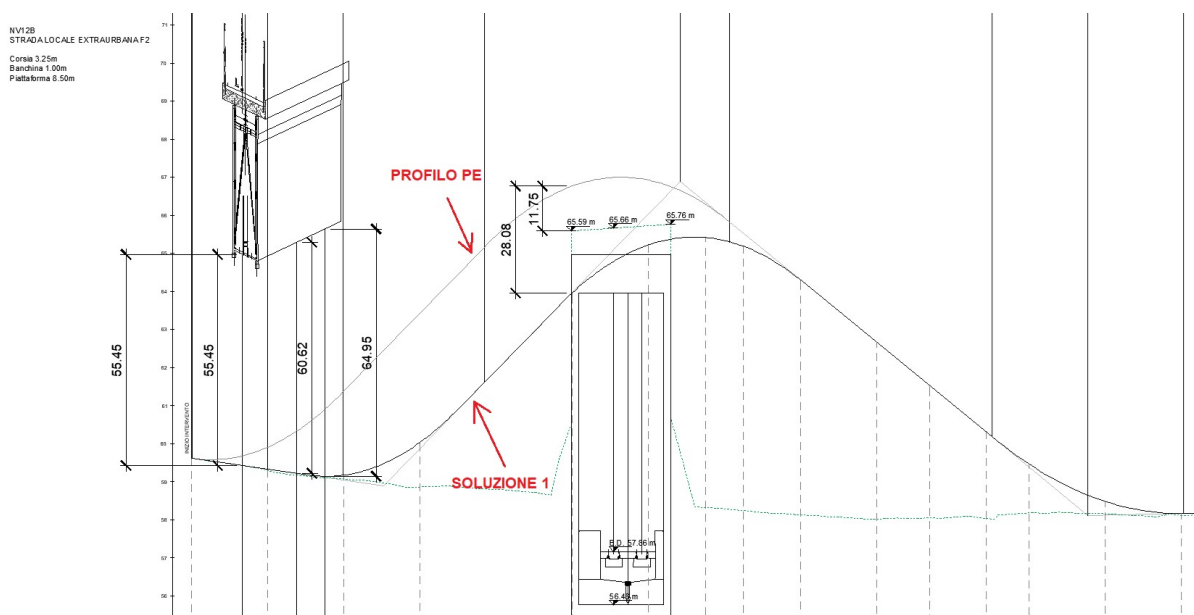 NV12B
STRADA LOCALE EXTRAURBANA F2
Corsia 3.25m
Banchina 1.00m
Piattaforma 8.50m
71
70
69
68
67
66
65
64
63
62
61
60
59
58
57
56
INIZIO INTERVENTO
55.45
55.45
60.62
64.95
PROFILO PE
28.08
11.75
65.59 m
65.66 m
65.76 m
SOLUZIONE 1
57.86 m